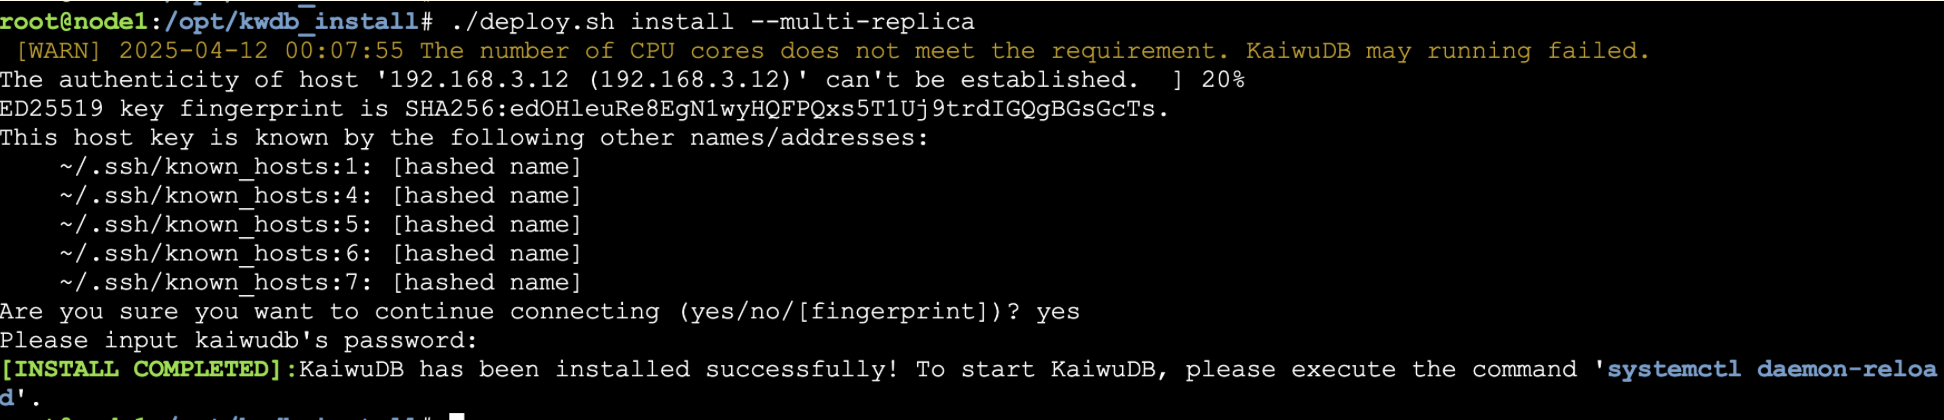 root@node1:/opt/kwdb_install# ./deploy.sh install --multi-replica
[WARN] 2025-04-12 00:07:55 The number of CPU cores does not meet the requirement. KaiwuDB may running failed.
The authenticity of host '192.168.3.12 (192.168.3.12)' can't be established.  ] 20%
ED25519 key fingerprint is SHA256:edOHleuRe8EgN1wyHQFPQxs5T1Uj9trdIGQgBGsGcTs.
This host key is known by the following other names/addresses:
    ~/.ssh/known_hosts:1: [hashed name]
    ~/.ssh/known_hosts:4: [hashed name]
    ~/.ssh/known_hosts:5: [hashed name]
    ~/.ssh/known_hosts:6: [hashed name]
    ~/.ssh/known_hosts:7: [hashed name]
Are you sure you want to continue connecting (yes/no/[fingerprint])? yes
Please input kaiwudb's password:
[INSTALL COMPLETED]:KaiwuDB has been installed successfully! To start KaiwuDB, please execute the command 'systemctl daemon-reloa
d'.
root@node1:/opt/kwdb_install#